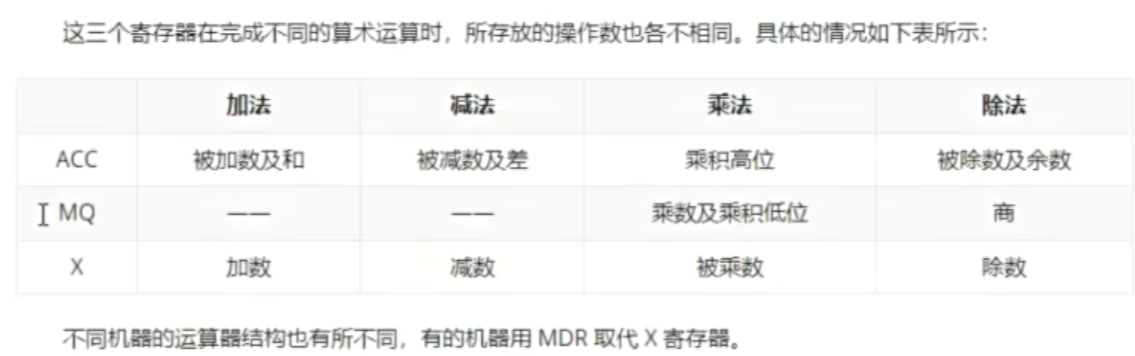 这三个寄存器在完成不同的算术运算时，所存放的操作数也各不相同。具体的情况如下表所示：
加法 减法 乘法 除法
ACC 被加数及和 被减数及差 乘积高位 被除数及余数
MQ —— —— 乘数及乘积低位 商
X 加数 减数 被乘数 除数
不同机器的运算器结构也有所不同，有的机器用 MDR 取代 X 寄存器。